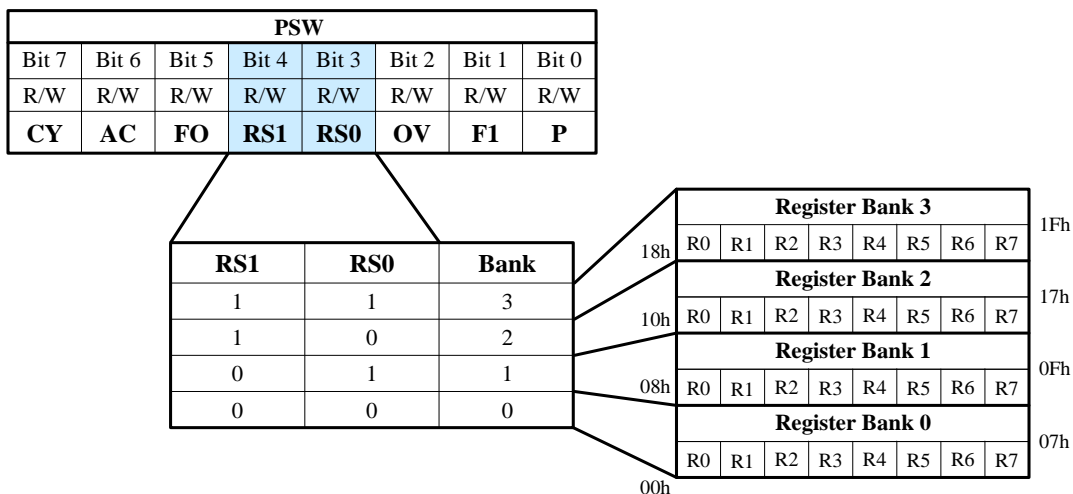 PSW
Bit 7 Bit 6 Bit 5 Bit 4 Bit 3 Bit 2 Bit 1 Bit 0
R/W R/W R/W R/W R/W R/W R/W R/W
CY AC FO RS1 RS0 OV F1 P
RS1 RS0 Bank
1 1 3
1 0 2
0 1 1
0 0 0
Register Bank 3
1Fh
18h R0 R1 R2 R3 R4 R5 R6 R7
Register Bank 2
17h
10h R0 R1 R2 R3 R4 R5 R6 R7
Register Bank 1
0Fh
08h R0 R1 R2 R3 R4 R5 R6 R7
Register Bank 0
07h
R0 R1 R2 R3 R4 R5 R6 R7
00h